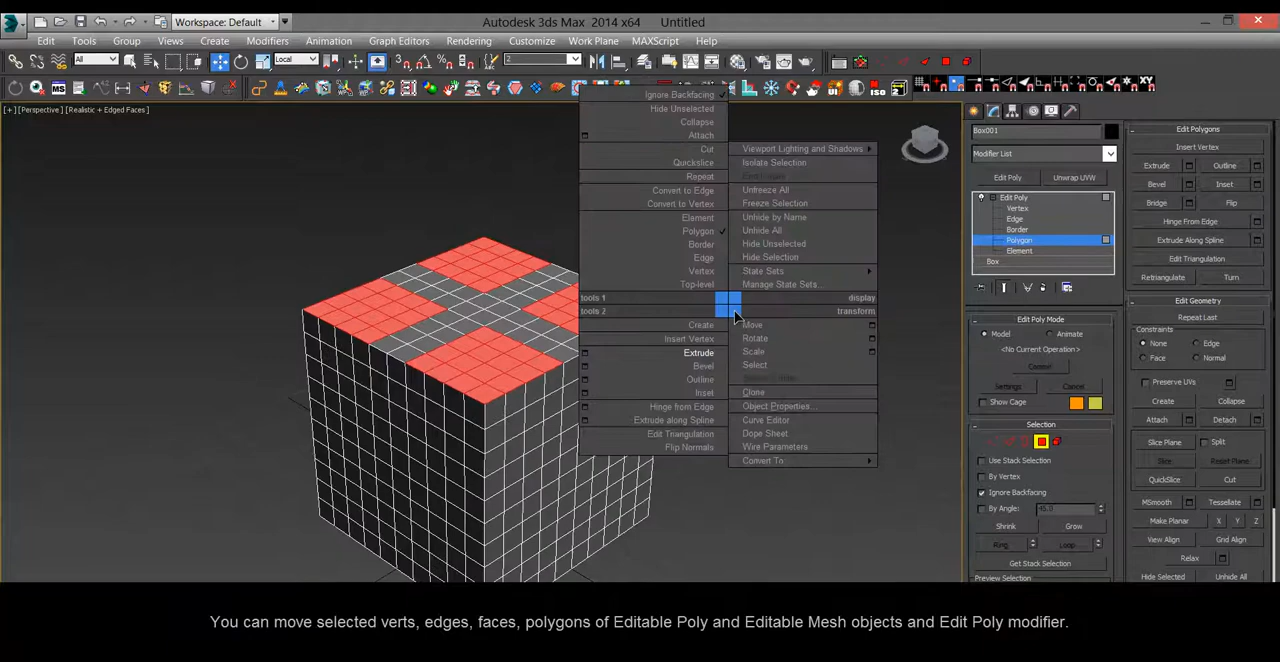 Workspace: Default
Autodesk 3ds Max 2014 x64 Untitled
Edit Tools Group Views Create Modifiers Animation Graph Editors Rendering Customize Work Plane MAXScript Help
All Local 2
MS ISO XY
[+] [Perspective] [Realistic + Edged Faces]
Ignore Backfacing
Hide Unselected
Collapse
Attach
Cut
Quickslice
Repeat
Convert to Edge
Convert to Vertex
Element
Polygon
Border
Edge
Vertex
Top-level
tools 1
tools 2
Create
Insert Vertex
Extrude
Bevel
Outline
Inset
Hinge from Edge
Extrude along Spline
Edit Triangulation
Flip Normals
Viewport Lighting and Shadows
Isolate Selection
Unfreeze All
Freeze Selection
Unhide by Name
Unhide All
Hide Unselected
Hide Selection
State Sets
Manage State Sets...
display
transform
Move
Rotate
Scale
Select
Clone
Object Properties...
Curve Editor
Dope Sheet
Wire Parameters
Convert To
Box001
Modifier List
Edit Poly Unwrap UVW
Edit Poly
Vertex
Edge
Border
Polygon
Element
Box
Edit Poly Mode
Model Animate
<No Current Operation>
Commit
Settings Cancel
Show Cage
Selection
Use Stack Selection
By Vertex
Ignore Backfacing
By Angle: 45.0
Shrink Grow
Ring Loop
Get Stack Selection
Preview Selection
Edit Polygons
Insert Vertex
Extrude Outline
Bevel Inset
Bridge Flip
Hinge From Edge
Extrude Along Spline
Edit Triangulation
Retriangulate Turn
Edit Geometry
Repeat Last
Constraints
None Edge
Face Normal
Preserve UVs
Create Collapse
Attach Detach
Slice Plane Split
Slice Reset Plane
QuickSlice Cut
MSmooth Tessellate
Make Planar X Y Z
View Align Grid Align
Relax
Hide Selected Unhide All
You can move selected verts, edges, faces, polygons of Editable Poly and Editable Mesh objects and Edit Poly modifier.